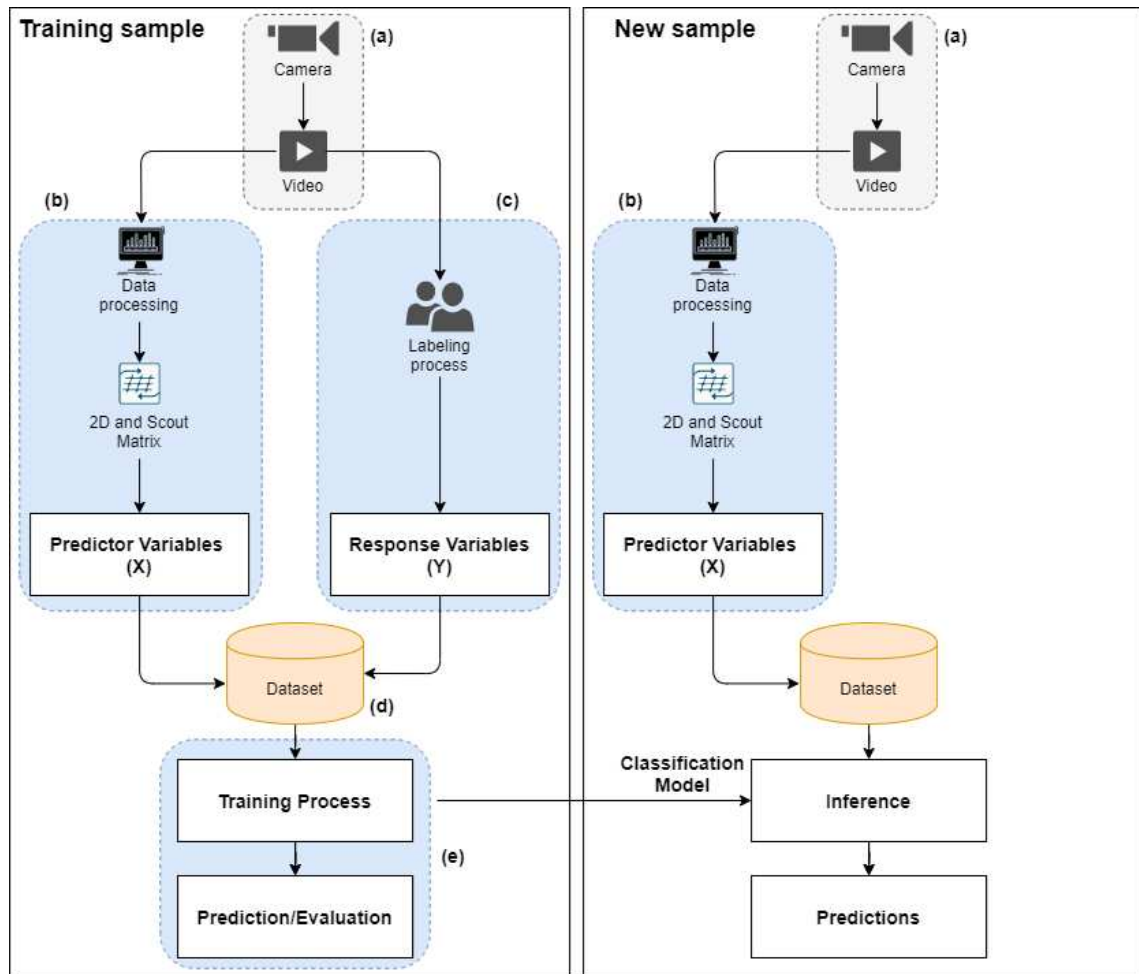 Training sample
(a)
Camera
Video
(b)
(c)
Data
processing
2D and Scout
Matrix
Labeling
process
Predictor Variables
(X)
Response Variables
(Y)
Dataset
(d)
Training Process
(e)
Prediction/Evaluation
New sample
(a)
Camera
Video
(b)
Data
processing
2D and Scout
Matrix
Predictor Variables
(X)
Dataset
Classification
Model
Inference
Predictions